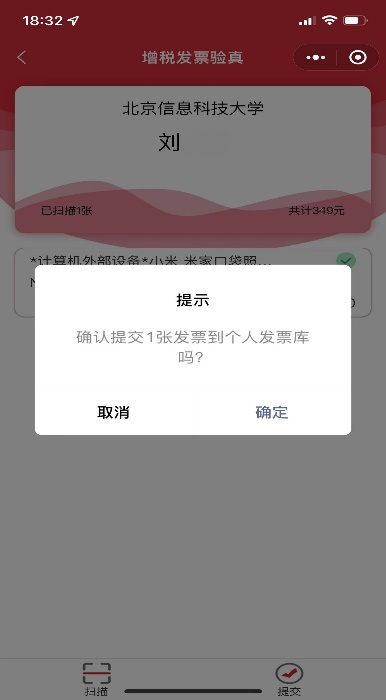 18:32
增税发票验真
北京信息科技大学
刘
已扫描1张
共计349元
*计算机外部设备*小米 米家口袋照...
提示
确认提交1张发票到个人发票库
吗?
取消
确定
扫描
提交